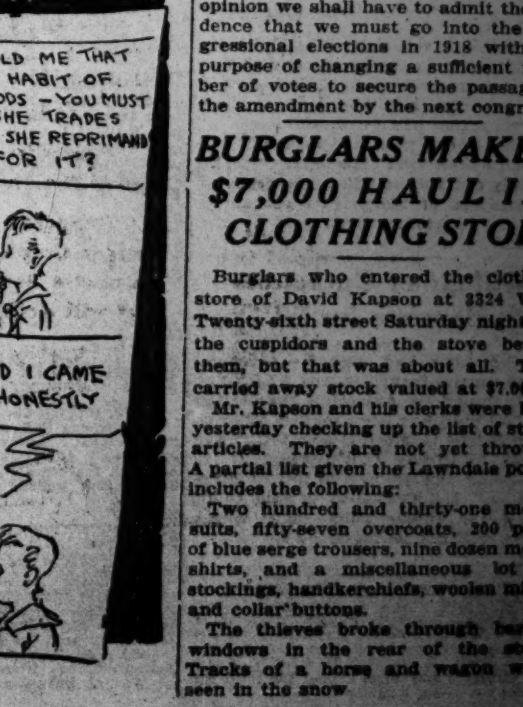 LD ME THAT
HABIT OF
ODS - YOU MUST
HE TRADES
SHE REPRIMAND
FOR IT?
D I CAME
HONESTLY
opinion we shall have to admit the
dence that we must go into the
gressional elections in 1918 with
purpose of changing a sufficient
ber of votes to secure the passag
the amendment by the next congr
BURGLARS MAK
$7,000 HAUL I
CLOTHING STO
Burglars who entered the clot
store of David Kapson at 3324 W
Twenty-sixth street Saturday night
the cuspidors and the stove be
them, but that was about all. T
carried away stock valued at $7,00
Mr. Kapson and his clerks were
yesterday checking up the list of st
articles. They are not yet thro
A partial list given the Lawndale po
includes the following:
Two hundred and thirty-one m
suits, fifty-seven overcoats, 200 p
of blue serge trousers, nine dozen m
shirts, and a miscellaneous lot
stockings, handkerchiefs, woolen
and collar buttons.
The thieves broke through
windows in the rear of the
Tracks of a horse and wagon w
seen in the snow